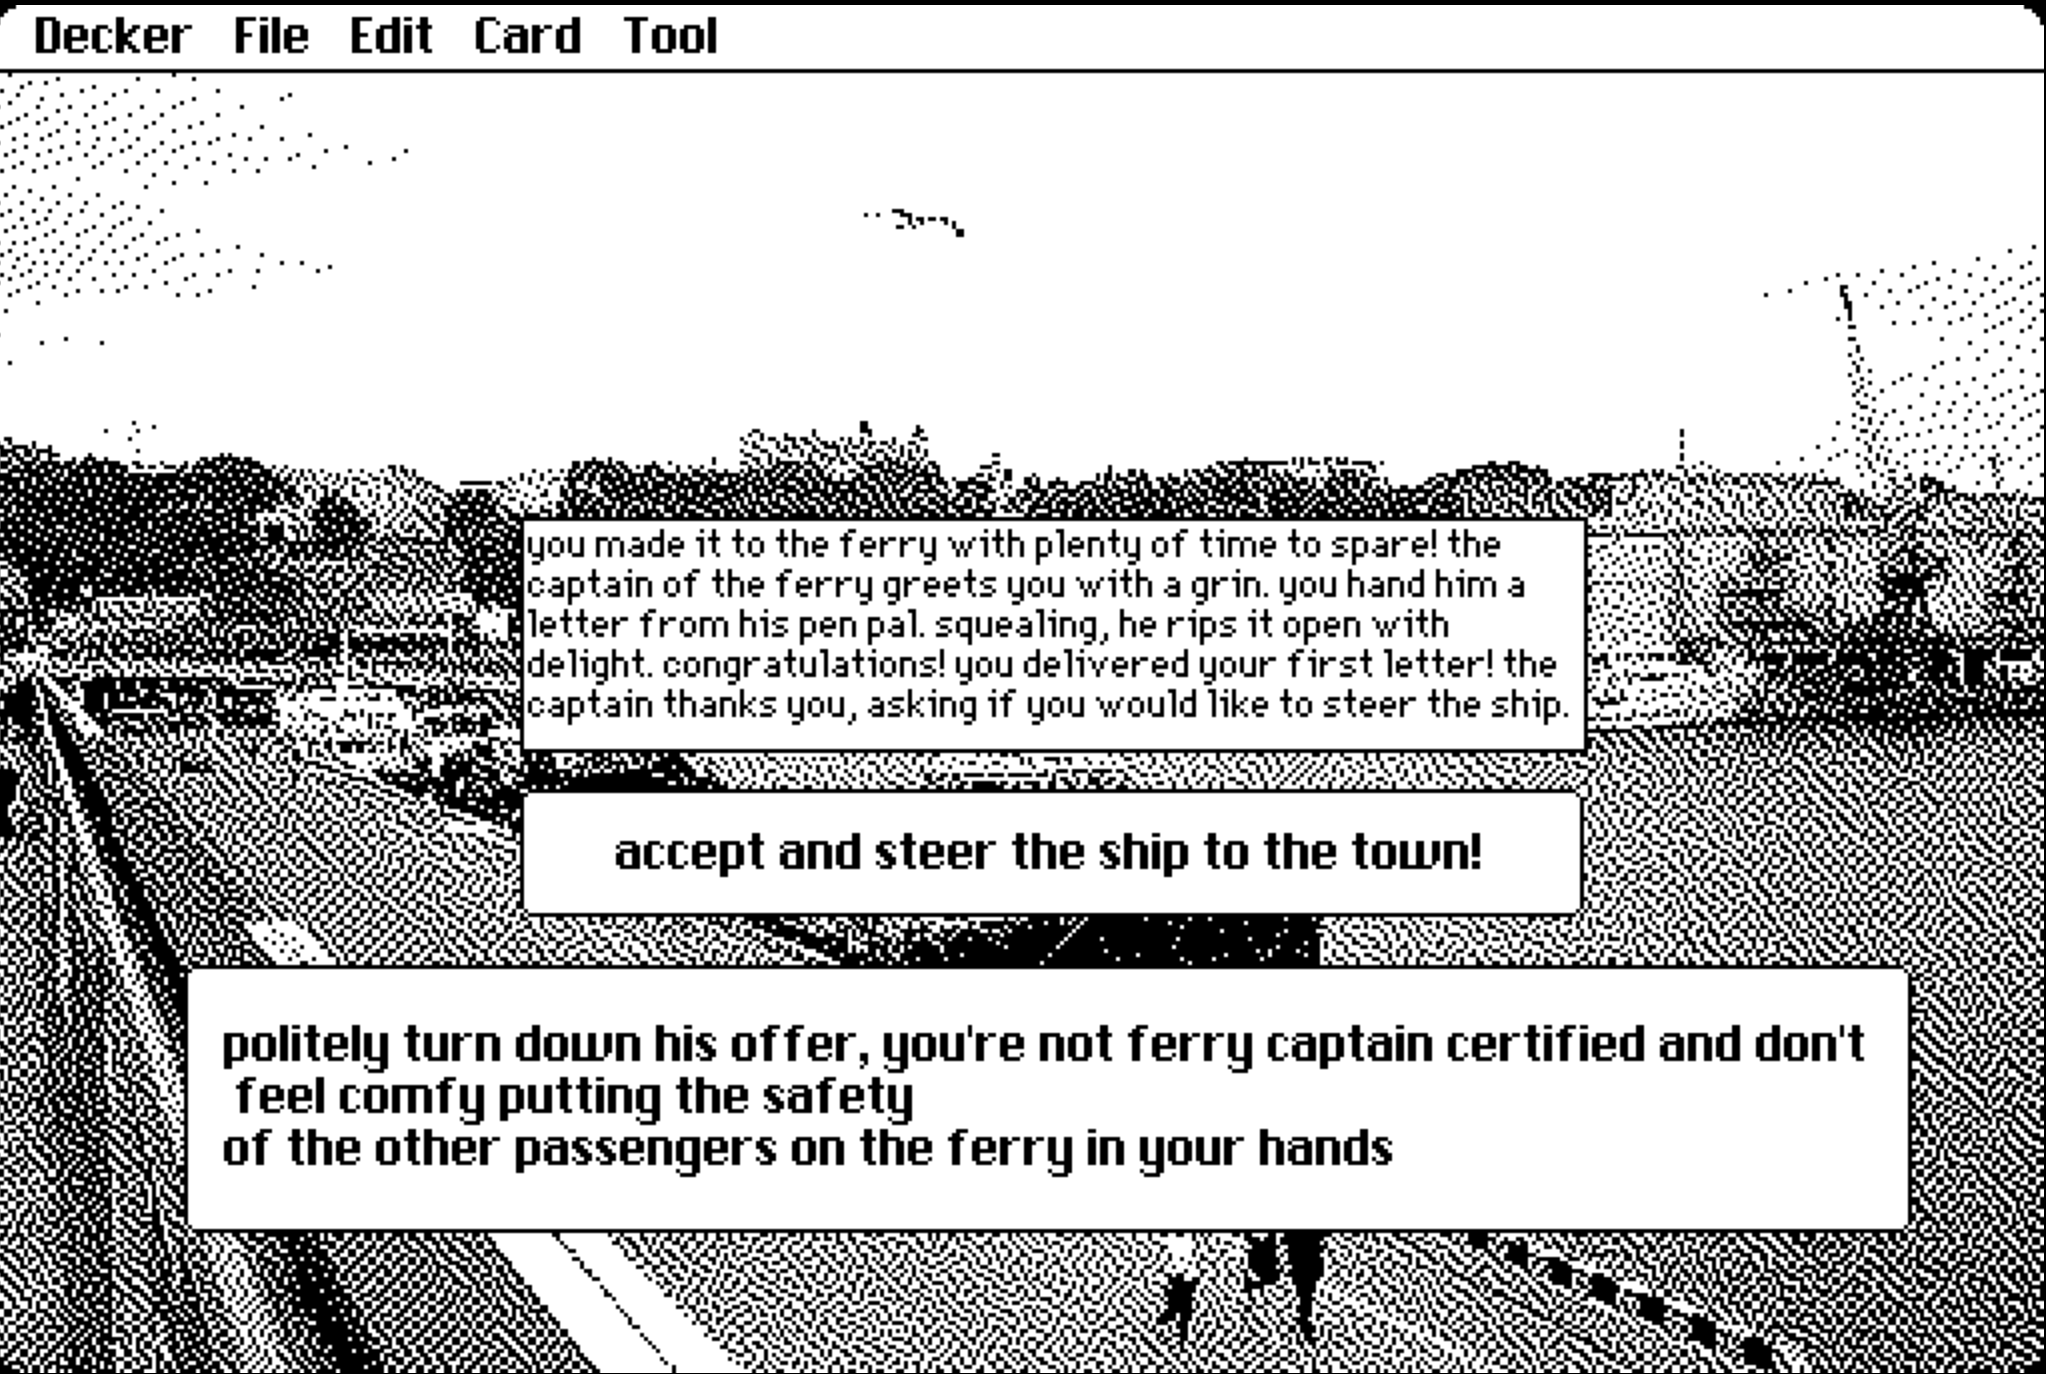 Decker File Edit Card Tool
you made it to the ferry with plenty of time to spare! the
captain of the ferry greets you with a grin. you hand him a
letter from his pen pal. squealing, he rips it open with
delight. congratulations! you delivered your first letter! the
captain thanks you, asking if you would like to steer the ship.
accept and steer the ship to the town!
politely turn down his offer, you're not ferry captain certified and don't
feel comfy putting the safety
of the other passengers on the ferry in your hands